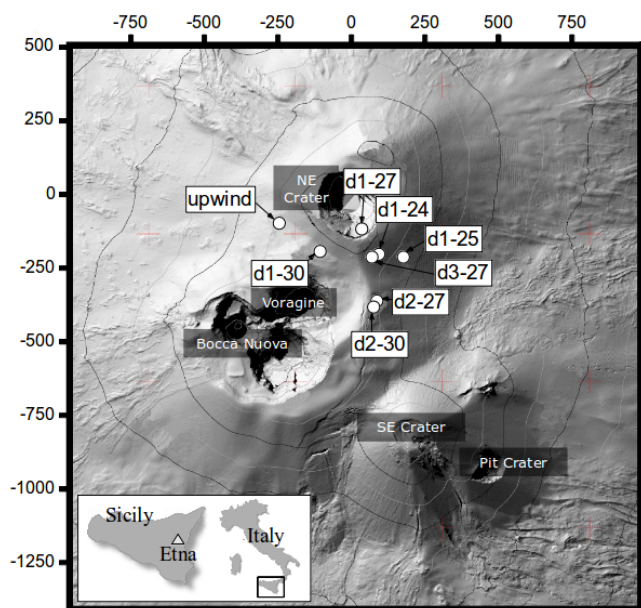 -750 -500 -250 0 250 500 750
500
250
0
-250
-500
-750
-1000
-1250
NE
Crater
d1-27
d1-24
upwind
d1-25
d1-30
d3-27
Voragine
d2-27
Bocca Nuova
d2-30
SE Crater
Pit Crater
Sicily
Etna
Italy